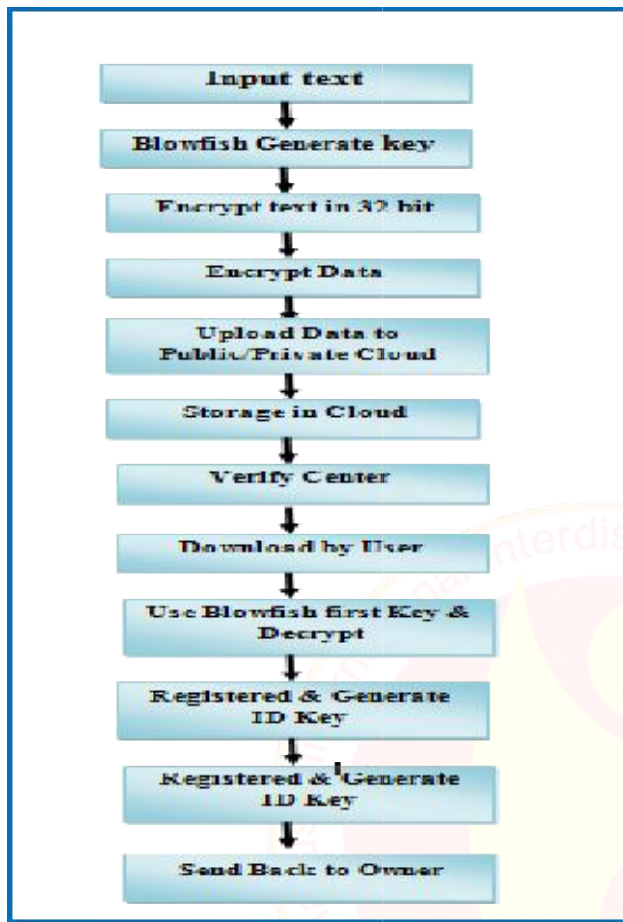 Input text
Blowfish Generate key
Encrypt text in 32 bit
Encrypt Data
Upload Data to
Public/Private Cloud
Storage in Cloud
Verify Center
Download by User
Use Blowfish first Key &
Decrypt
Registered & Generate
ID Key
Registered & Generate
ID Key
Send Back to Owner